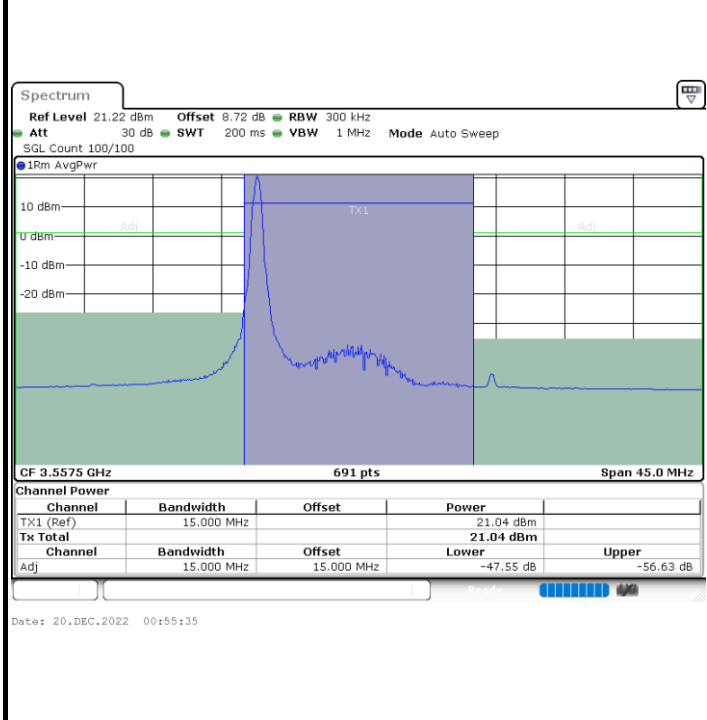 Spectrum
Ref Level 21.22 dBm Offset 8.72 dB RBW 300 kHz
Att 30 dB SWT 200 ms VBW 1 MHz Mode Auto Sweep
SGL Count 100/100
1Rm AvgPwr
10 dBm
TX1
Adj Adj
0 dBm
-10 dBm
-20 dBm
CF 3.5575 GHz 691 pts Span 45.0 MHz
Channel Power
Channel Bandwidth Offset Power
TX1 (Ref) 15.000 MHz 21.04 dBm
Tx Total 21.04 dBm
Channel Bandwidth Offset Lower Upper
Adj 15.000 MHz 15.000 MHz -47.55 dB -56.63 dB
Ready
Date: 20.DEC.2022 00:55:35